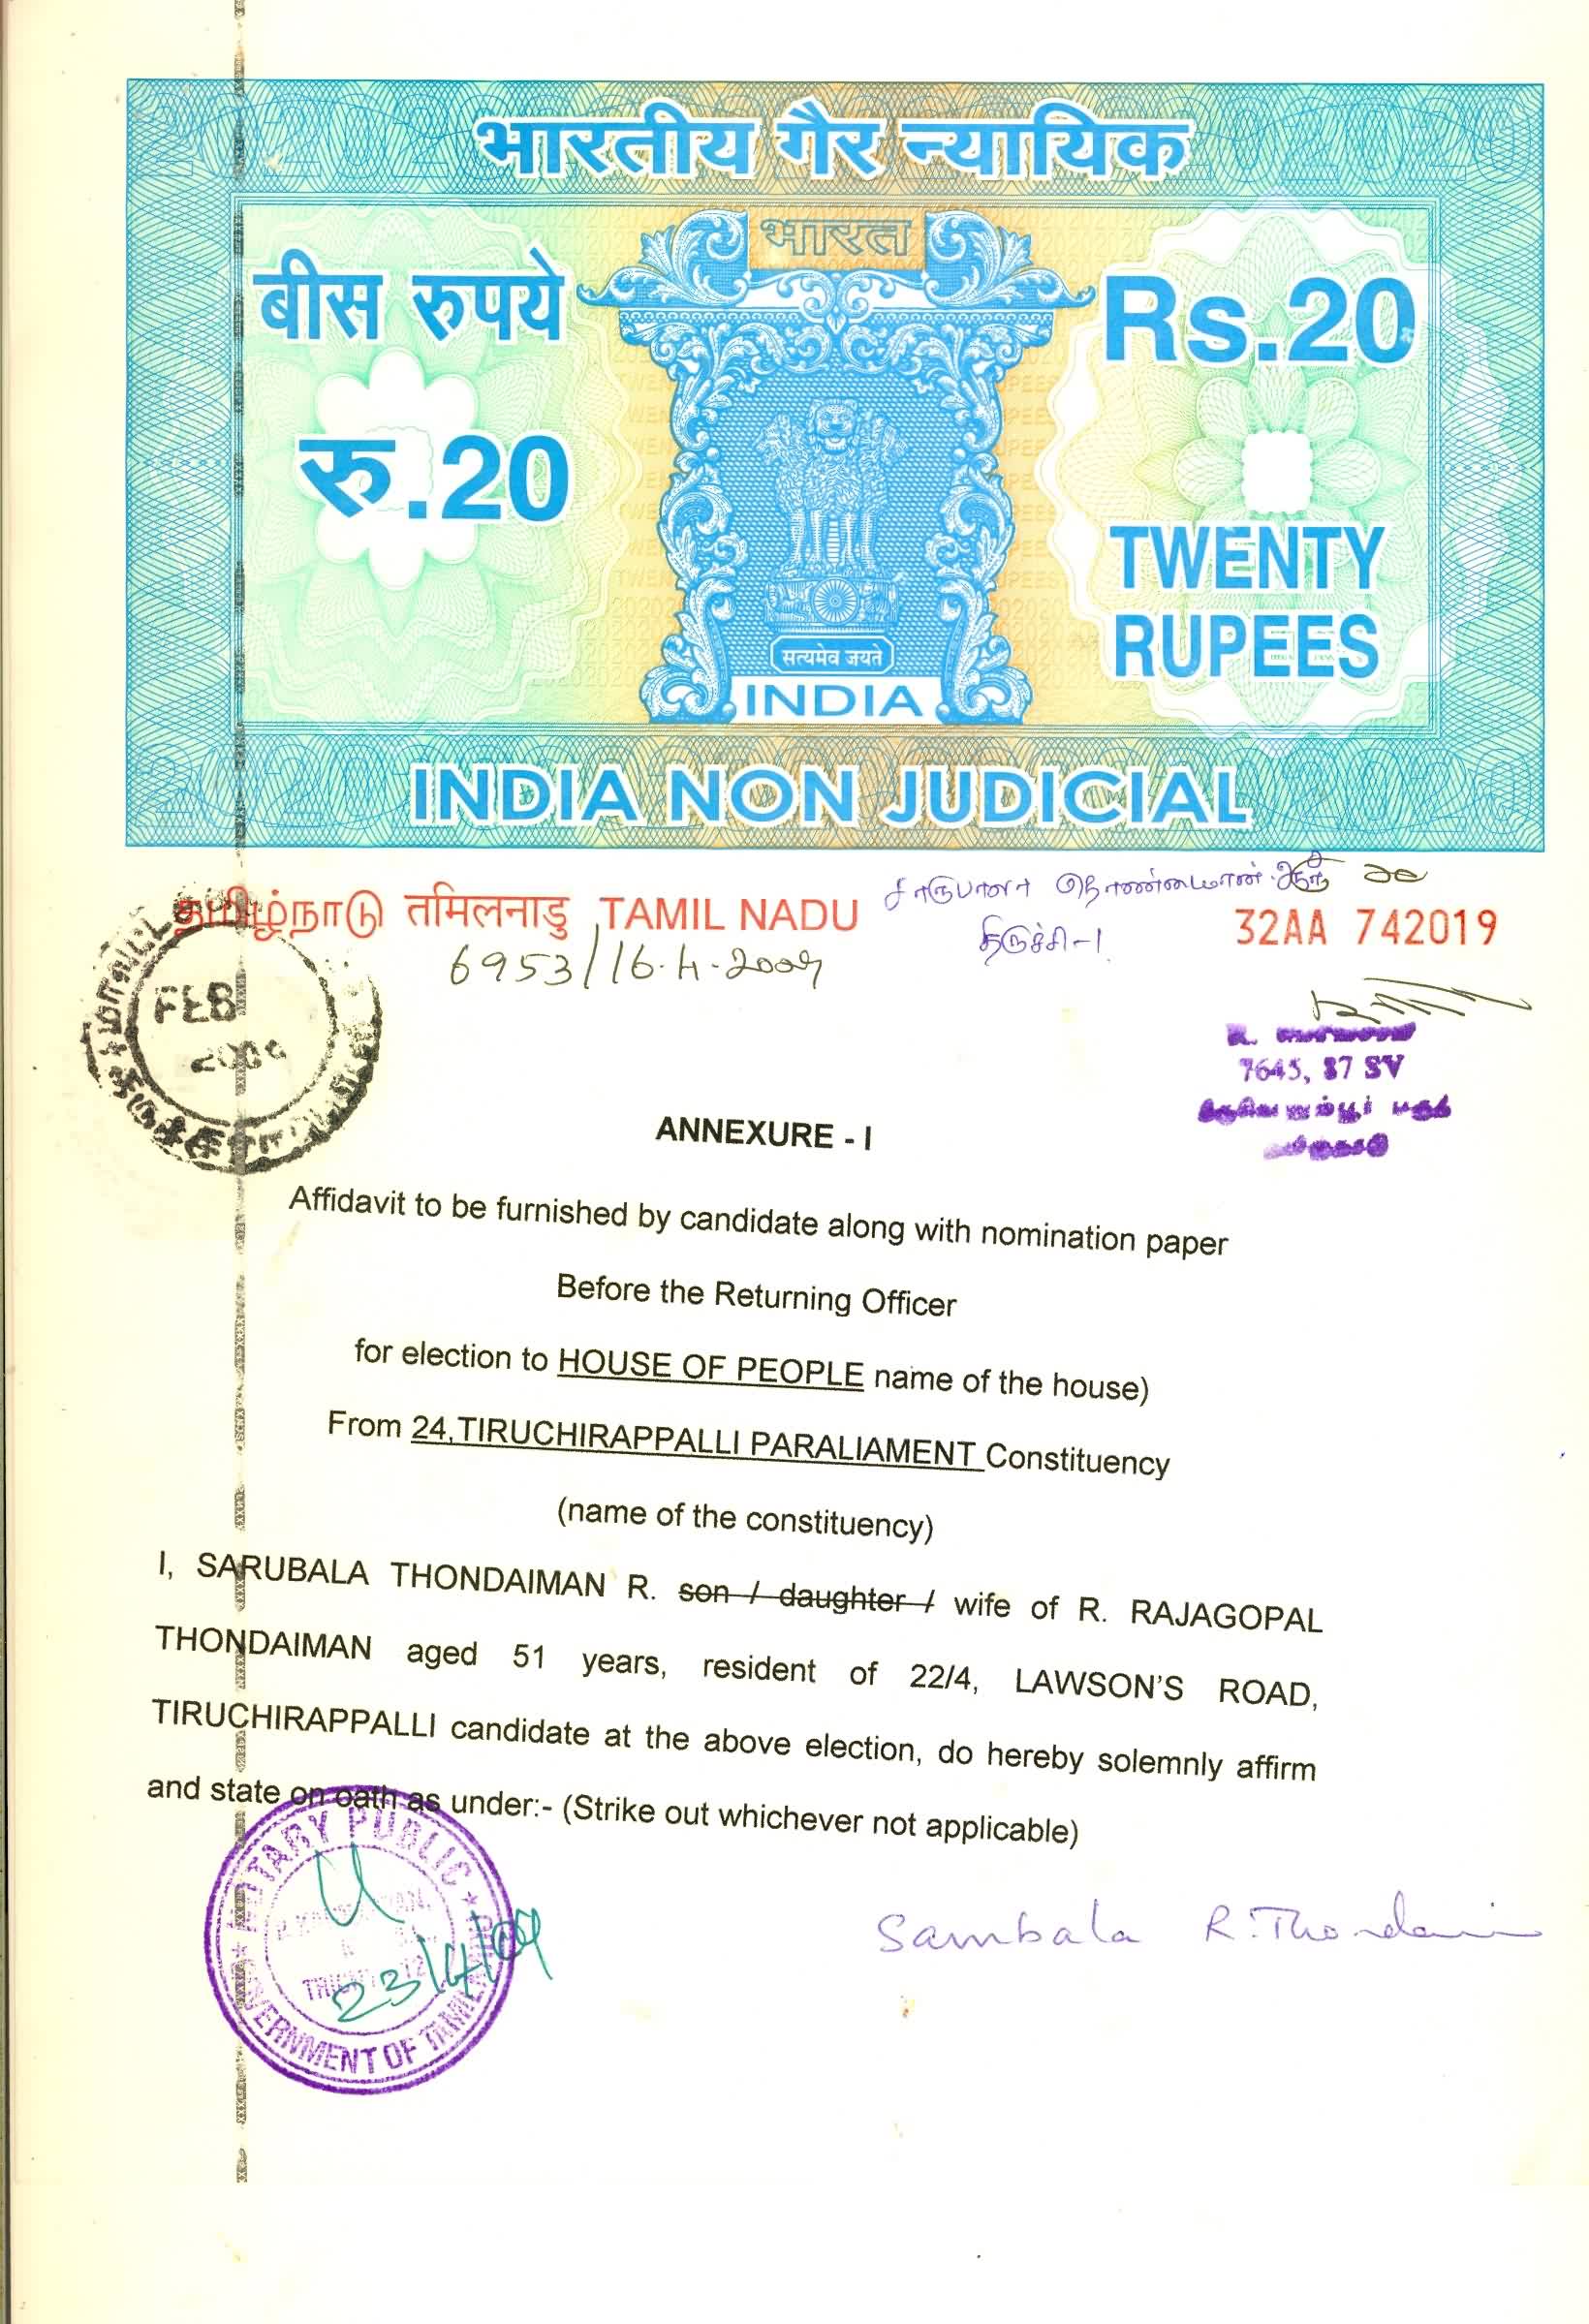 भारतीय गैर न्यायिक
भारत
बीस रुपये
Rs.20
रु.20
TWENTY
RUPEES
सत्यमेव जयते
INDIA
INDIA NON JUDICIAL
தமிழ்நாடு तमिलनाडु TAMIL NADU
32AA 742019
6953/16.4.2009
திருச்சி-1.
FEB
7645, 87 SV
ANNEXURE - I
Affidavit to be furnished by candidate along with nomination paper
Before the Returning Officer
for election to HOUSE OF PEOPLE name of the house)
From 24,TIRUCHIRAPPALLI PARALIAMENT Constituency
(name of the constituency)
I, SARUBALA THONDAIMAN R. son / daughter / wife of R. RAJAGOPAL
THONDAIMAN aged 51 years, resident of 22/4, LAWSON'S ROAD,
TIRUCHIRAPPALLI candidate at the above election, do hereby solemnly affirm
and state on oath as under:- (Strike out whichever not applicable)
NOTARY PUBLIC
23/4/09
GOVERNMENT OF TAMIL
Sarubala R.Thondaim